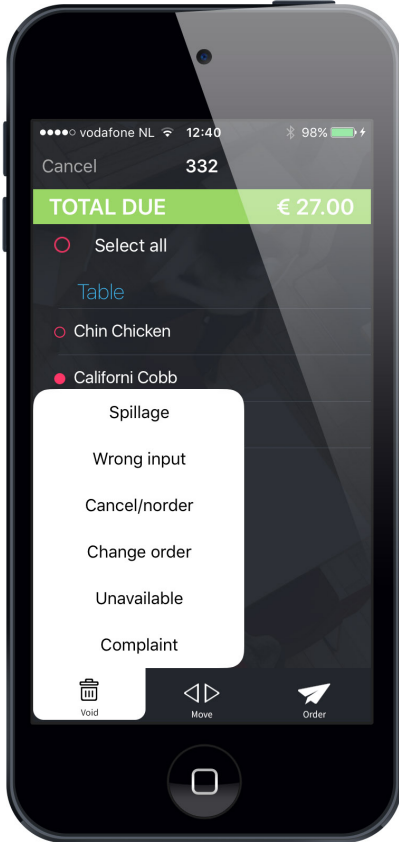 vodafone NL 12:40 98%
Cancel 332
TOTAL DUE € 27.00
Select all
Table
Chin Chicken
Californi Cobb
Spillage
Wrong input
Cancel/norder
Change order
Unavailable
Complaint
Void Move Order